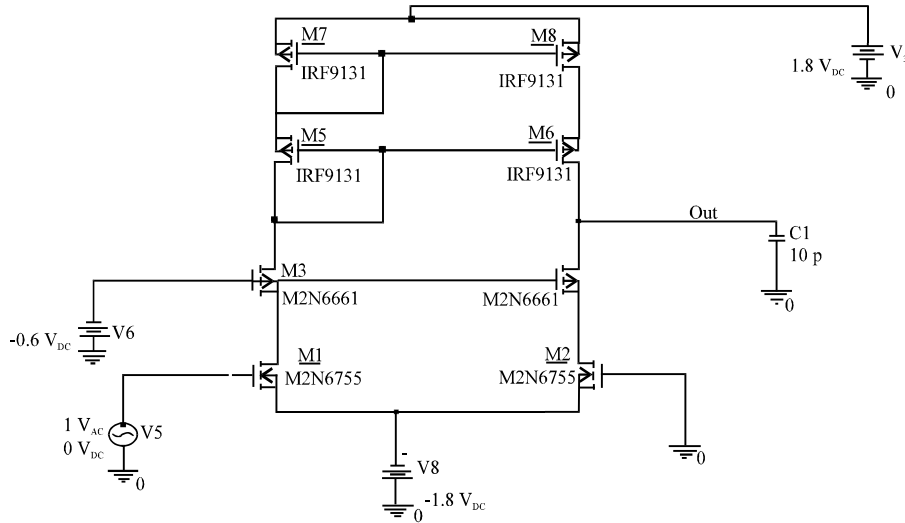 M7
IRF9131
M8
IRF9131
1.8 V_DC
0
M5
IRF9131
M6
IRF9131
Out
C1
10 p
0
M3
M2N6661
M2N6661
-0.6 V_DC
V6
M1
M2N6755
M2
M2N6755
1 V_AC
0 V_DC
V5
0
0
-
V8
-1.8 V_DC
0